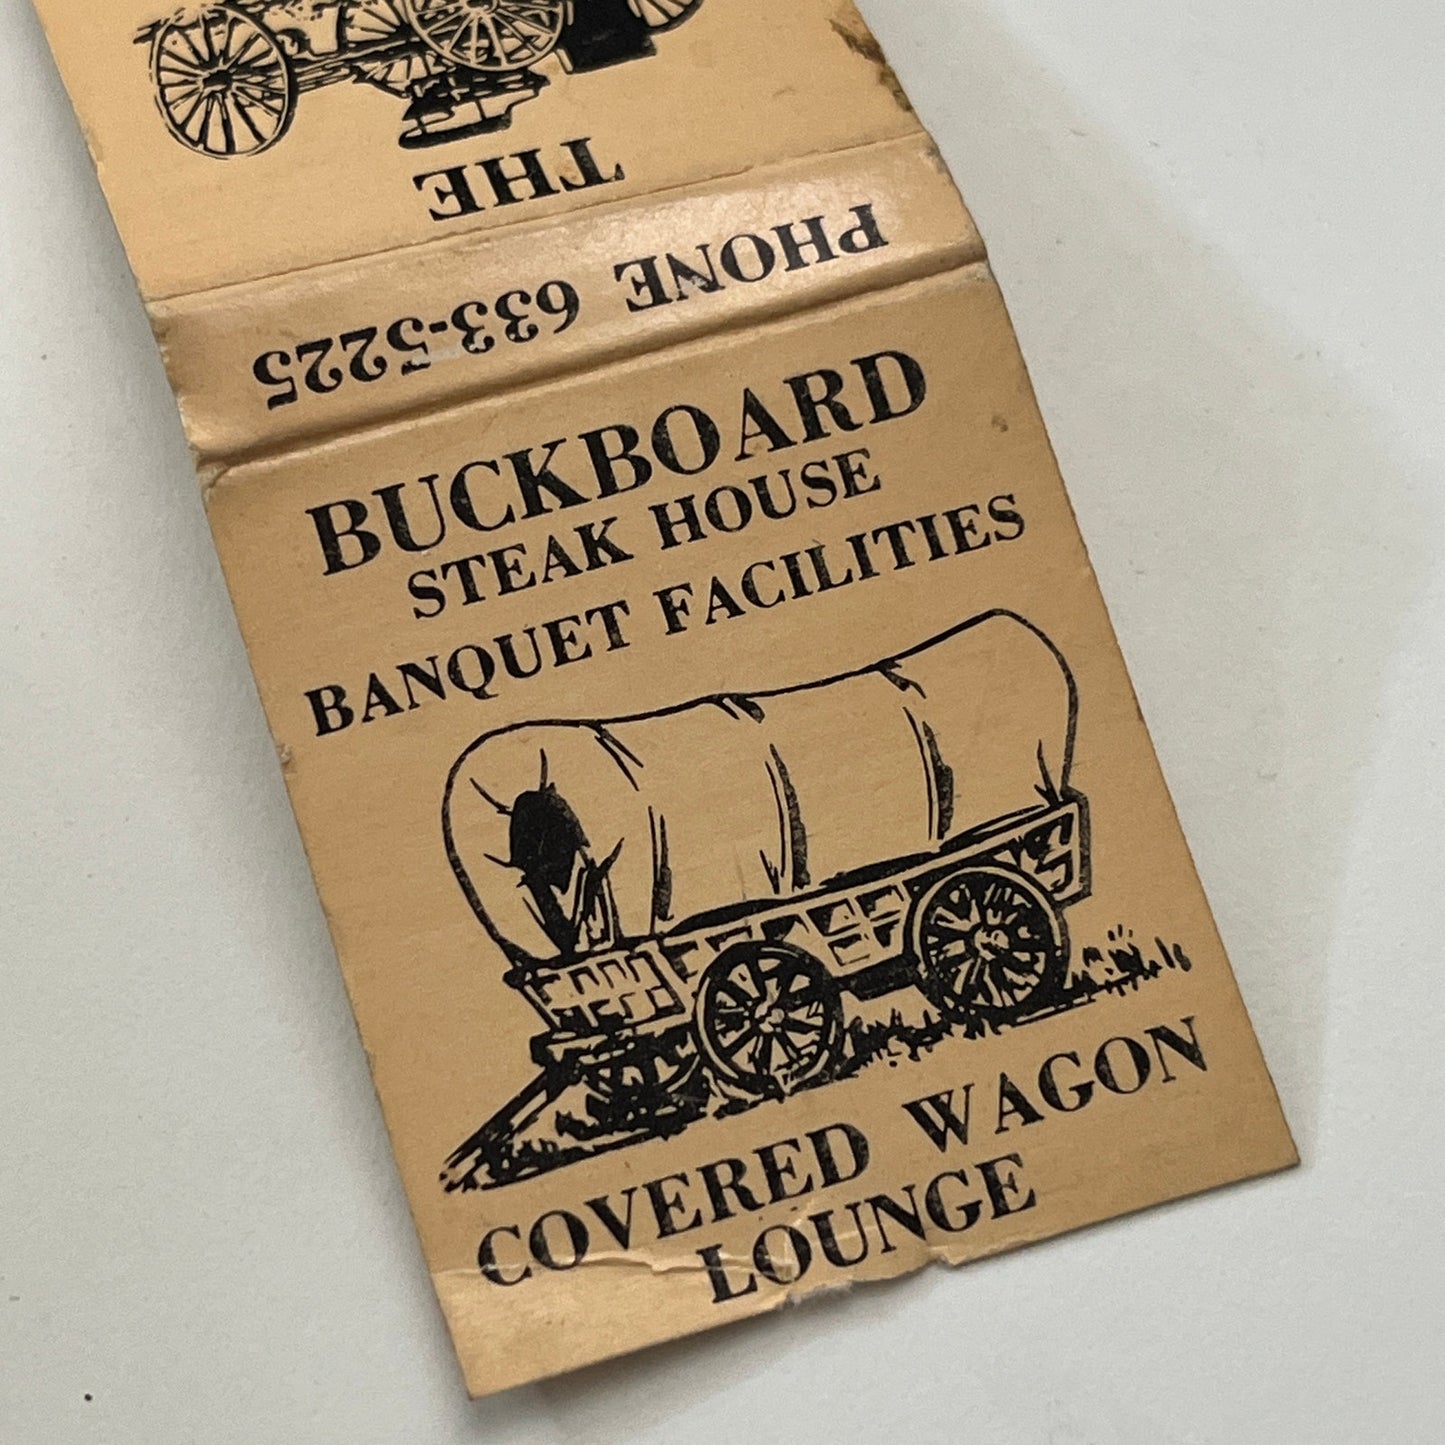 THE
PHONE 633-5225
BUCKBOARD
STEAK HOUSE
BANQUET FACILITIES
COVERED WAGON
LOUNGE